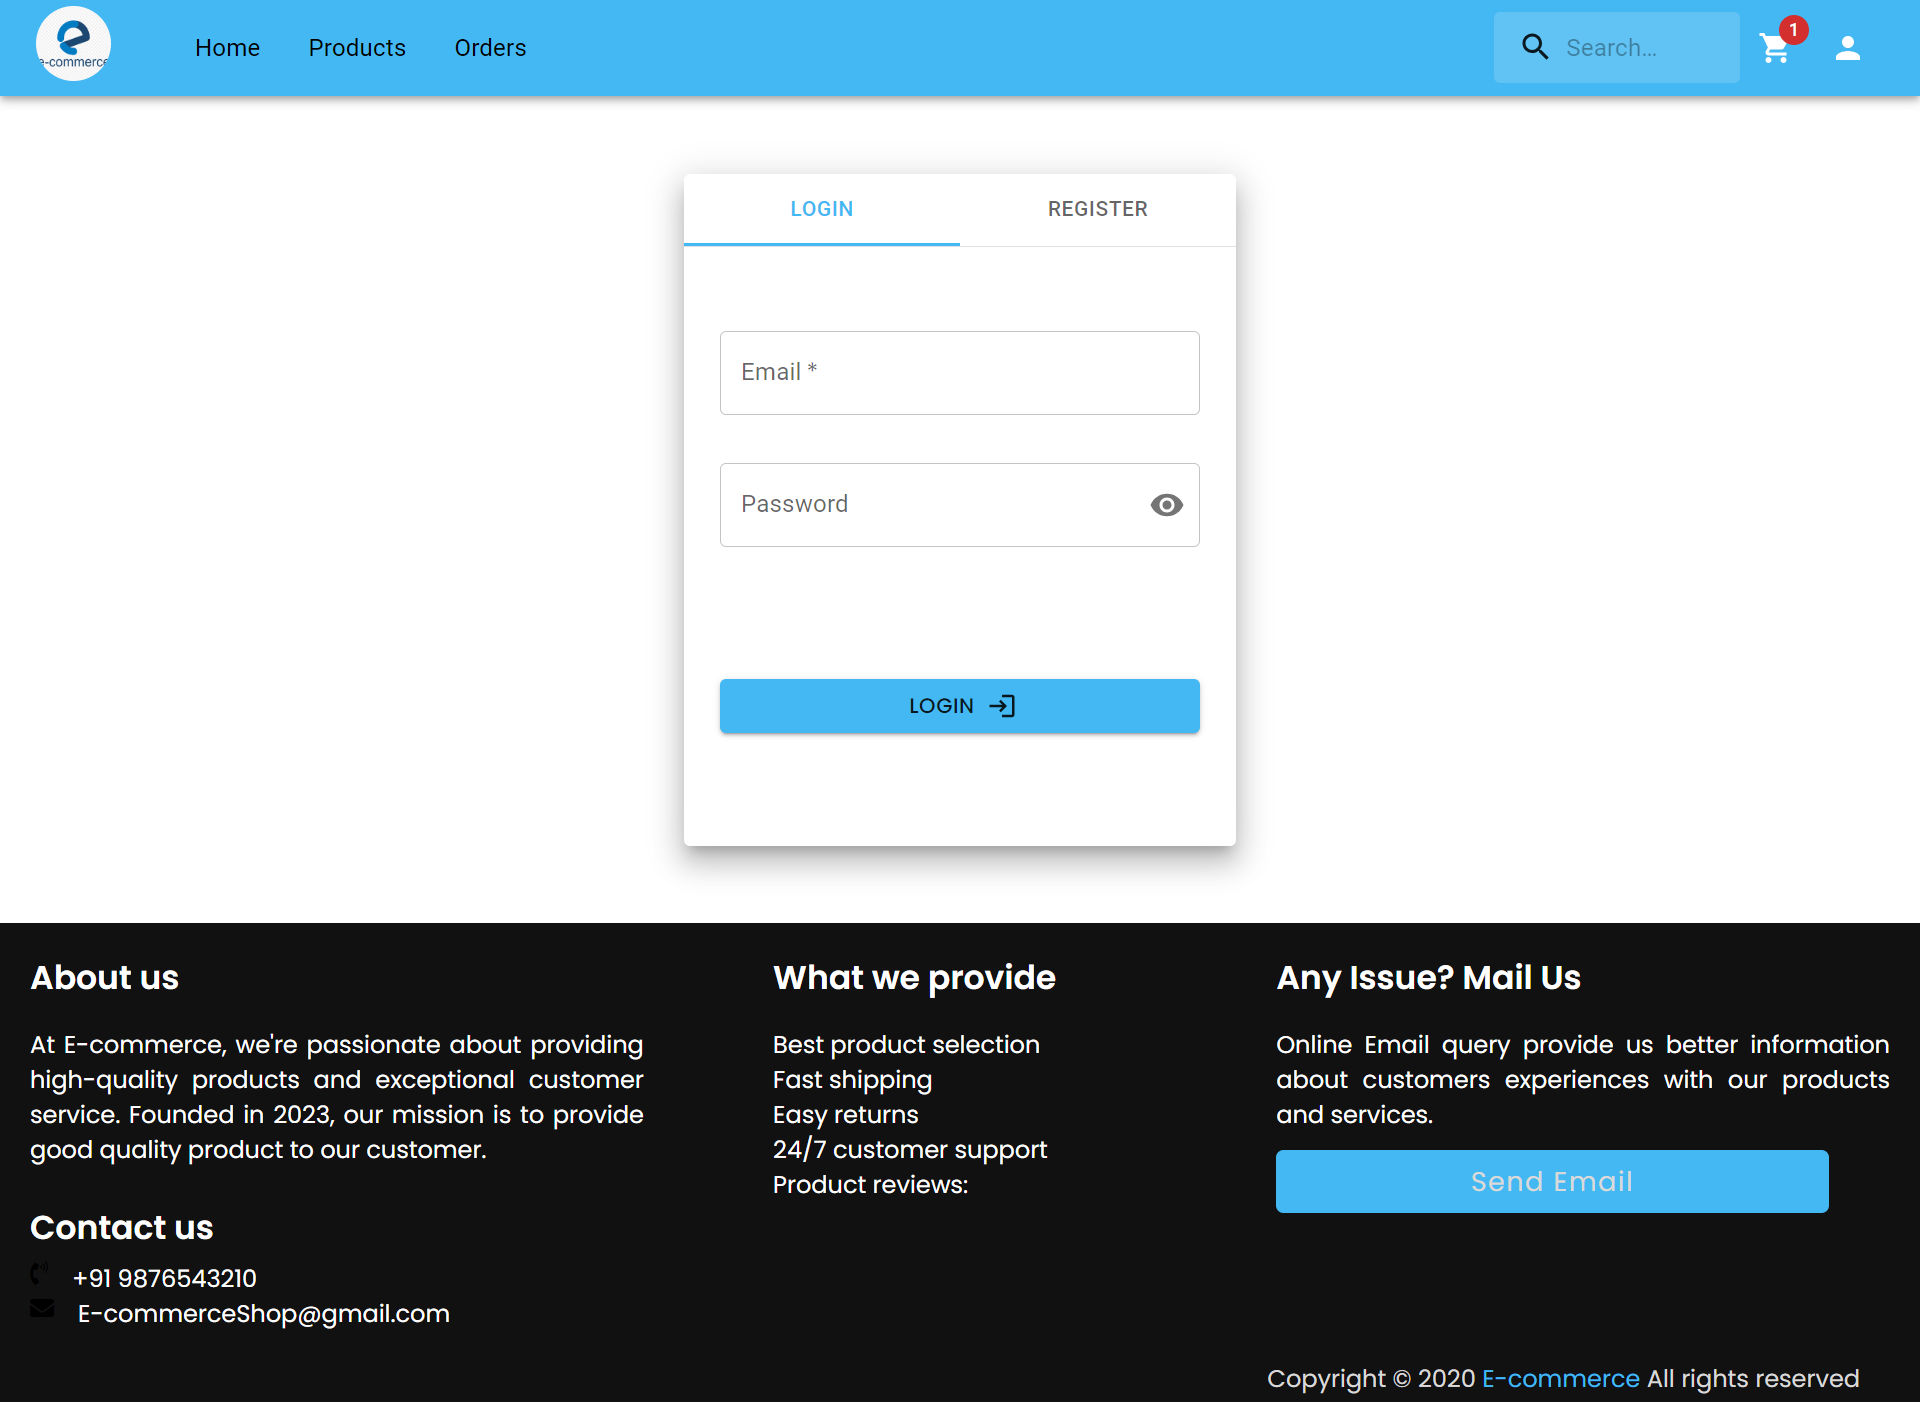 e-commerce
Home Products Orders
Search...
1
LOGIN REGISTER
Email *
Password
LOGIN
About us
At E-commerce, we're passionate about providing
high-quality products and exceptional customer
service. Founded in 2023, our mission is to provide
good quality product to our customer.
Contact us
+91 9876543210
E-commerceShop@gmail.com
What we provide
Best product selection
Fast shipping
Easy returns
24/7 customer support
Product reviews:
Any Issue? Mail Us
Online Email query provide us better information
about customers experiences with our products
and services.
Send Email
Copyright © 2020 E-commerce All rights reserved